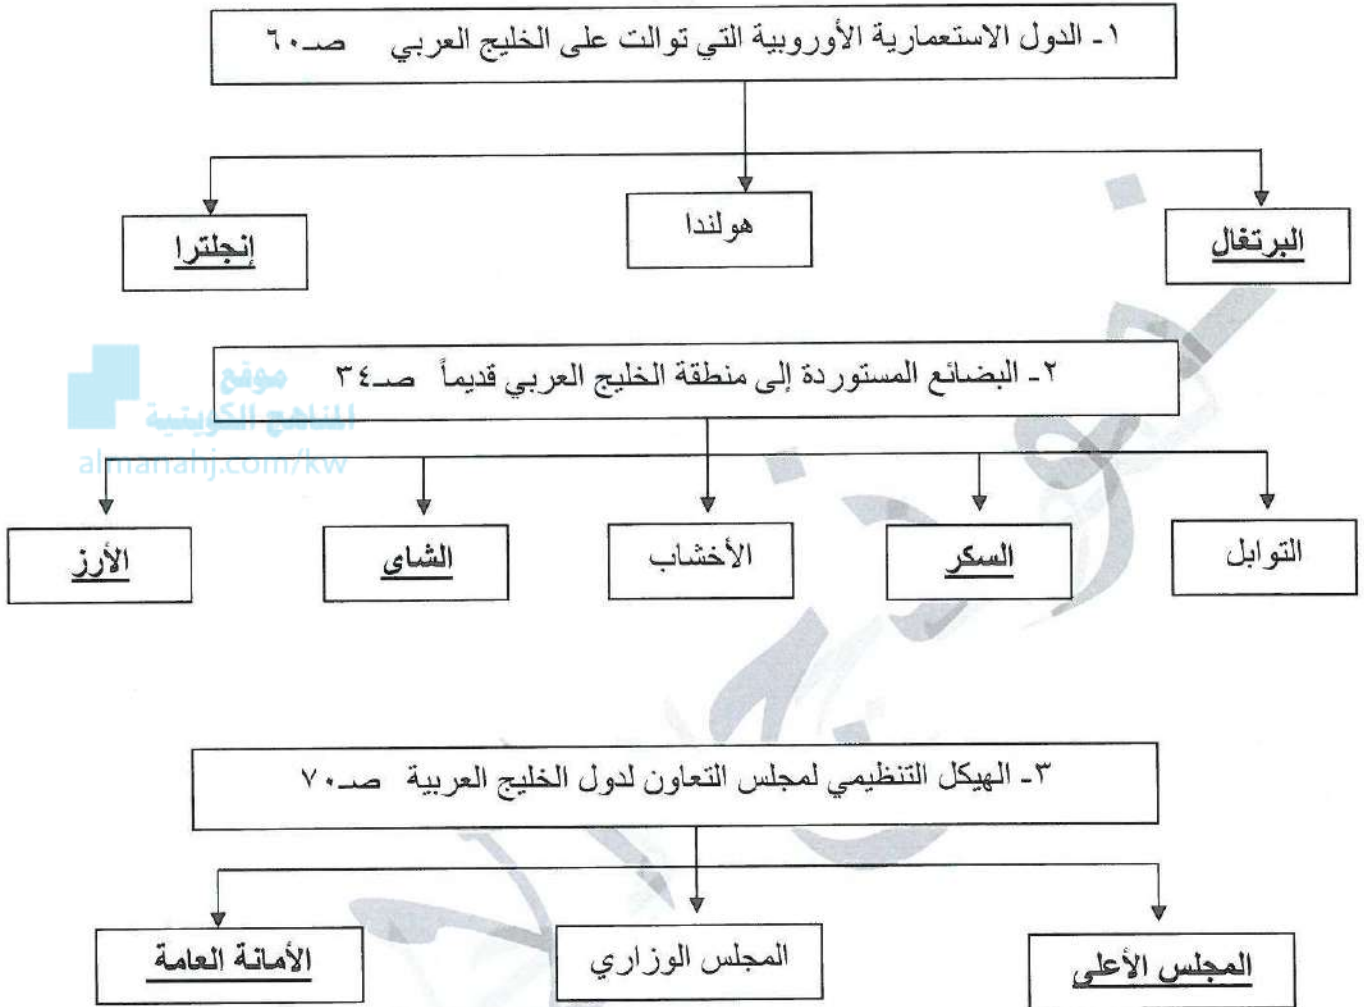 ١- الدول الاستعمارية الأوروبية التي توالت على الخليج العربي صـ٦٠
البرتغال
هولندا
إنجلترا
موقع
المناهج الكويتية
almanahj.com/kw
٢- البضائع المستوردة إلى منطقة الخليج العربي قديماً صـ٣٤
التوابل
السكر
الأخشاب
الشاى
الأرز
٣- الهيكل التنظيمي لمجلس التعاون لدول الخليج العربية صـ٧٠
المجلس الأعلى
المجلس الوزاري
الأمانة العامة